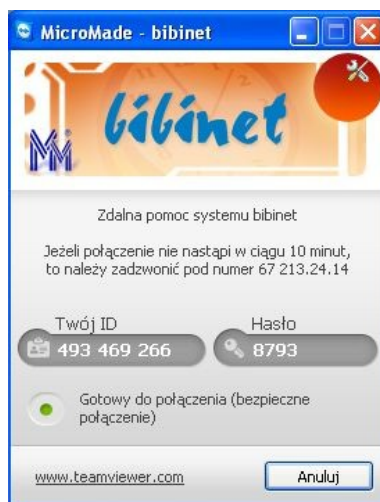 MicroMade - bibinet
bibinet
MM
Zdalna pomoc systemu bibinet
Jeżeli połączenie nie nastąpi w ciągu 10 minut,
to należy zadzwonić pod numer 67 213.24.14
Twój ID
Hasło
493 469 266
8793
Gotowy do połączenia (bezpieczne
połączenie)
www.teamviewer.com
Anuluj